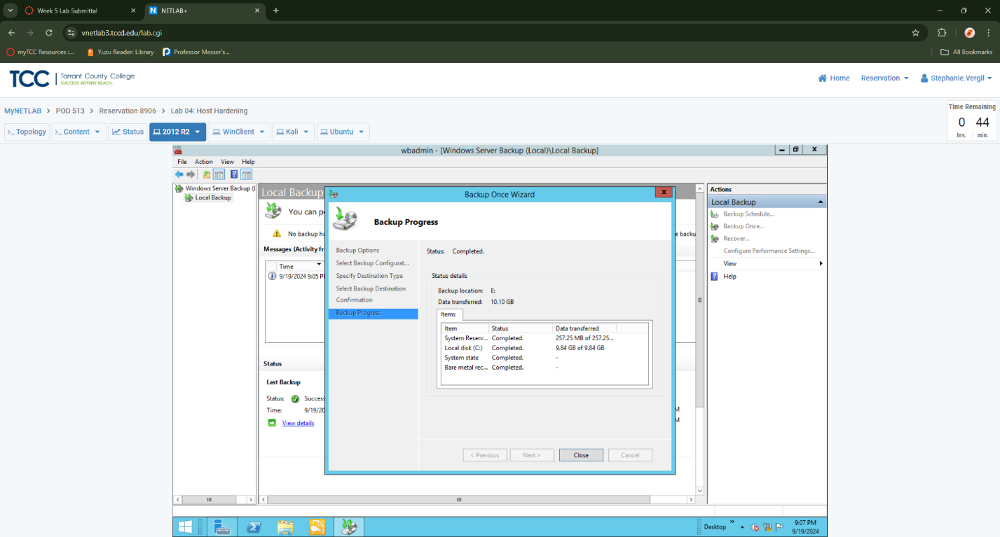 Week 5 Lab Submittal
NETLAB+
vnetlab3.tccd.edu/lab.cgi
myTCC Resources :...
Yuzu Reader: Library
Professor Messer's...
All Bookmarks
TCC
Tarrant County College
SUCCESS WITHIN REACH.
Home
Reservation
Stephanie.Vergil
MyNETLAB > POD 513 > Reservation 8906 > Lab 04: Host Hardening
Time Remaining
0 44
hrs. min.
>_ Topology
>_ Content
Status
2012 R2
WinClient
Kali
Ubuntu
wbadmin - [Windows Server Backup (Local)\Local Backup]
File Action View Help
Windows Server Backup (L
Local Backup
Local Backup
You can pe
No backup ha
e backu
Messages (Activity fr
Time
9/19/2024 9:05 P
Status
Last Backup
Status: Success
Time: 9/19/20
View details
M
M
Backup Once Wizard
Backup Progress
Backup Options
Select Backup Configurat...
Specify Destination Type
Select Backup Destination
Confirmation
Backup Progress
Status: Completed.
Status details
Backup location: E:
Data transferred: 10.10 GB
Items
Item Status Data transferred
System Reserv... Completed. 257.25 MB of 257.25...
Local disk (C:) Completed. 9.84 GB of 9.84 GB
System state Completed. -
Bare metal rec... Completed. -
< Previous
Next >
Close
Cancel
Actions
Local Backup
Backup Schedule...
Backup Once...
Recover...
Configure Performance Settings...
View
Help
Desktop
9:07 PM
9/19/2024